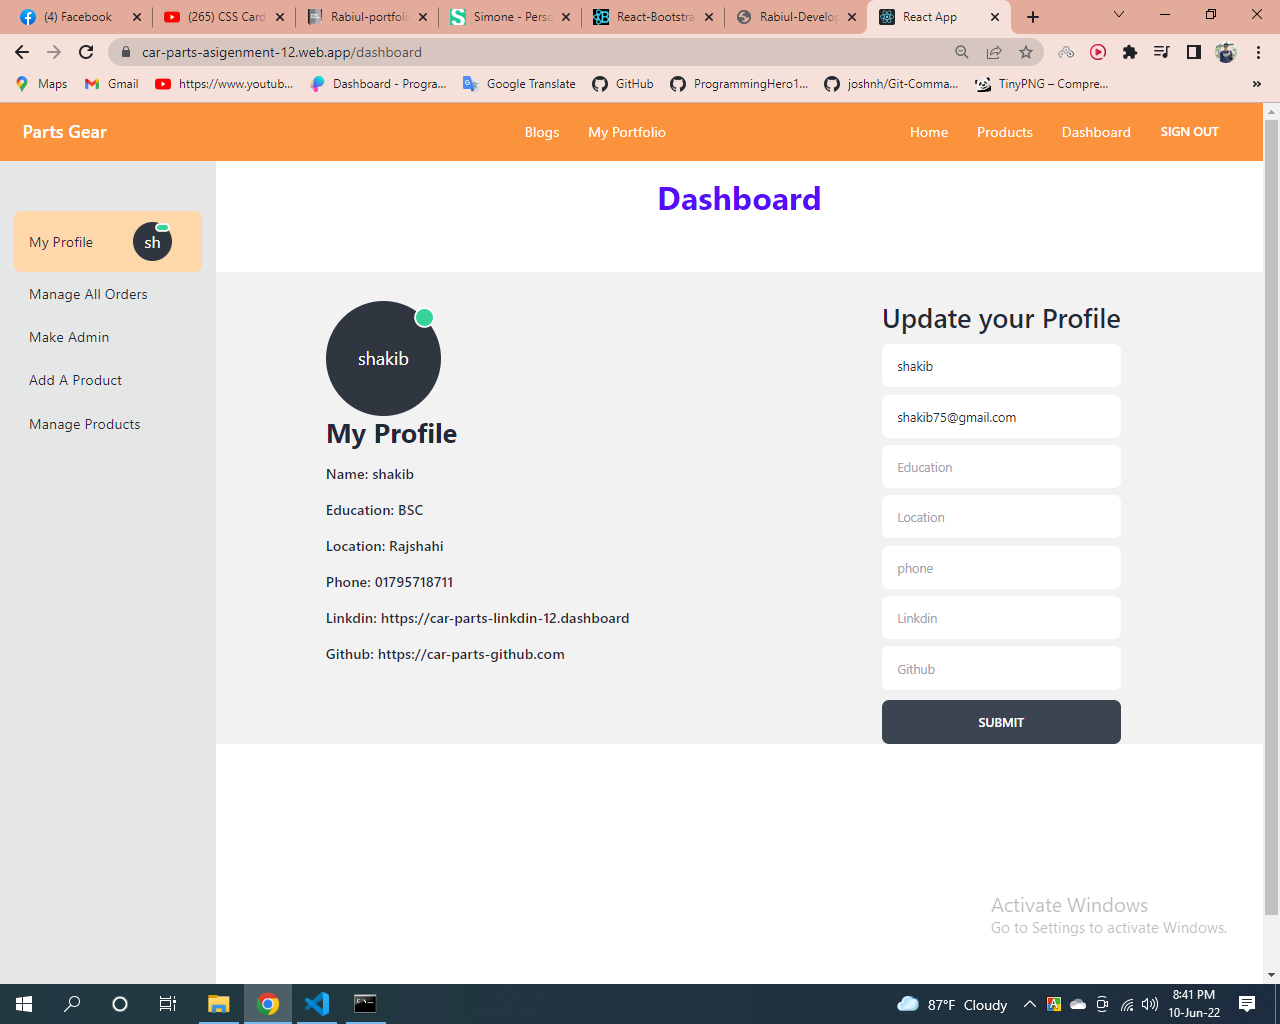 (4) Facebook
(265) CSS Card
Rabiul-portfoli
Simone - Perso
React-Bootstra
Rabiul-Develop
React App
car-parts-asigenment-12.web.app/dashboard
Maps
Gmail
https://www.youtub...
Dashboard - Progra...
Google Translate
GitHub
ProgrammingHero1...
joshnh/Git-Comma...
TinyPNG – Compre...
»
Parts Gear
Blogs
My Portfolio
Home
Products
Dashboard
SIGN OUT
Dashboard
My Profile
sh
Manage All Orders
Make Admin
Add A Product
Manage Products
shakib
My Profile
Name: shakib
Education: BSC
Location: Rajshahi
Phone: 01795718711
Linkdin: https://car-parts-linkdin-12.dashboard
Github: https://car-parts-github.com
Update your Profile
shakib
shakib75@gmail.com
Education
Location
phone
Linkdin
Github
SUBMIT
Activate Windows
Go to Settings to activate Windows.
87°F Cloudy
8:41 PM
10-Jun-22